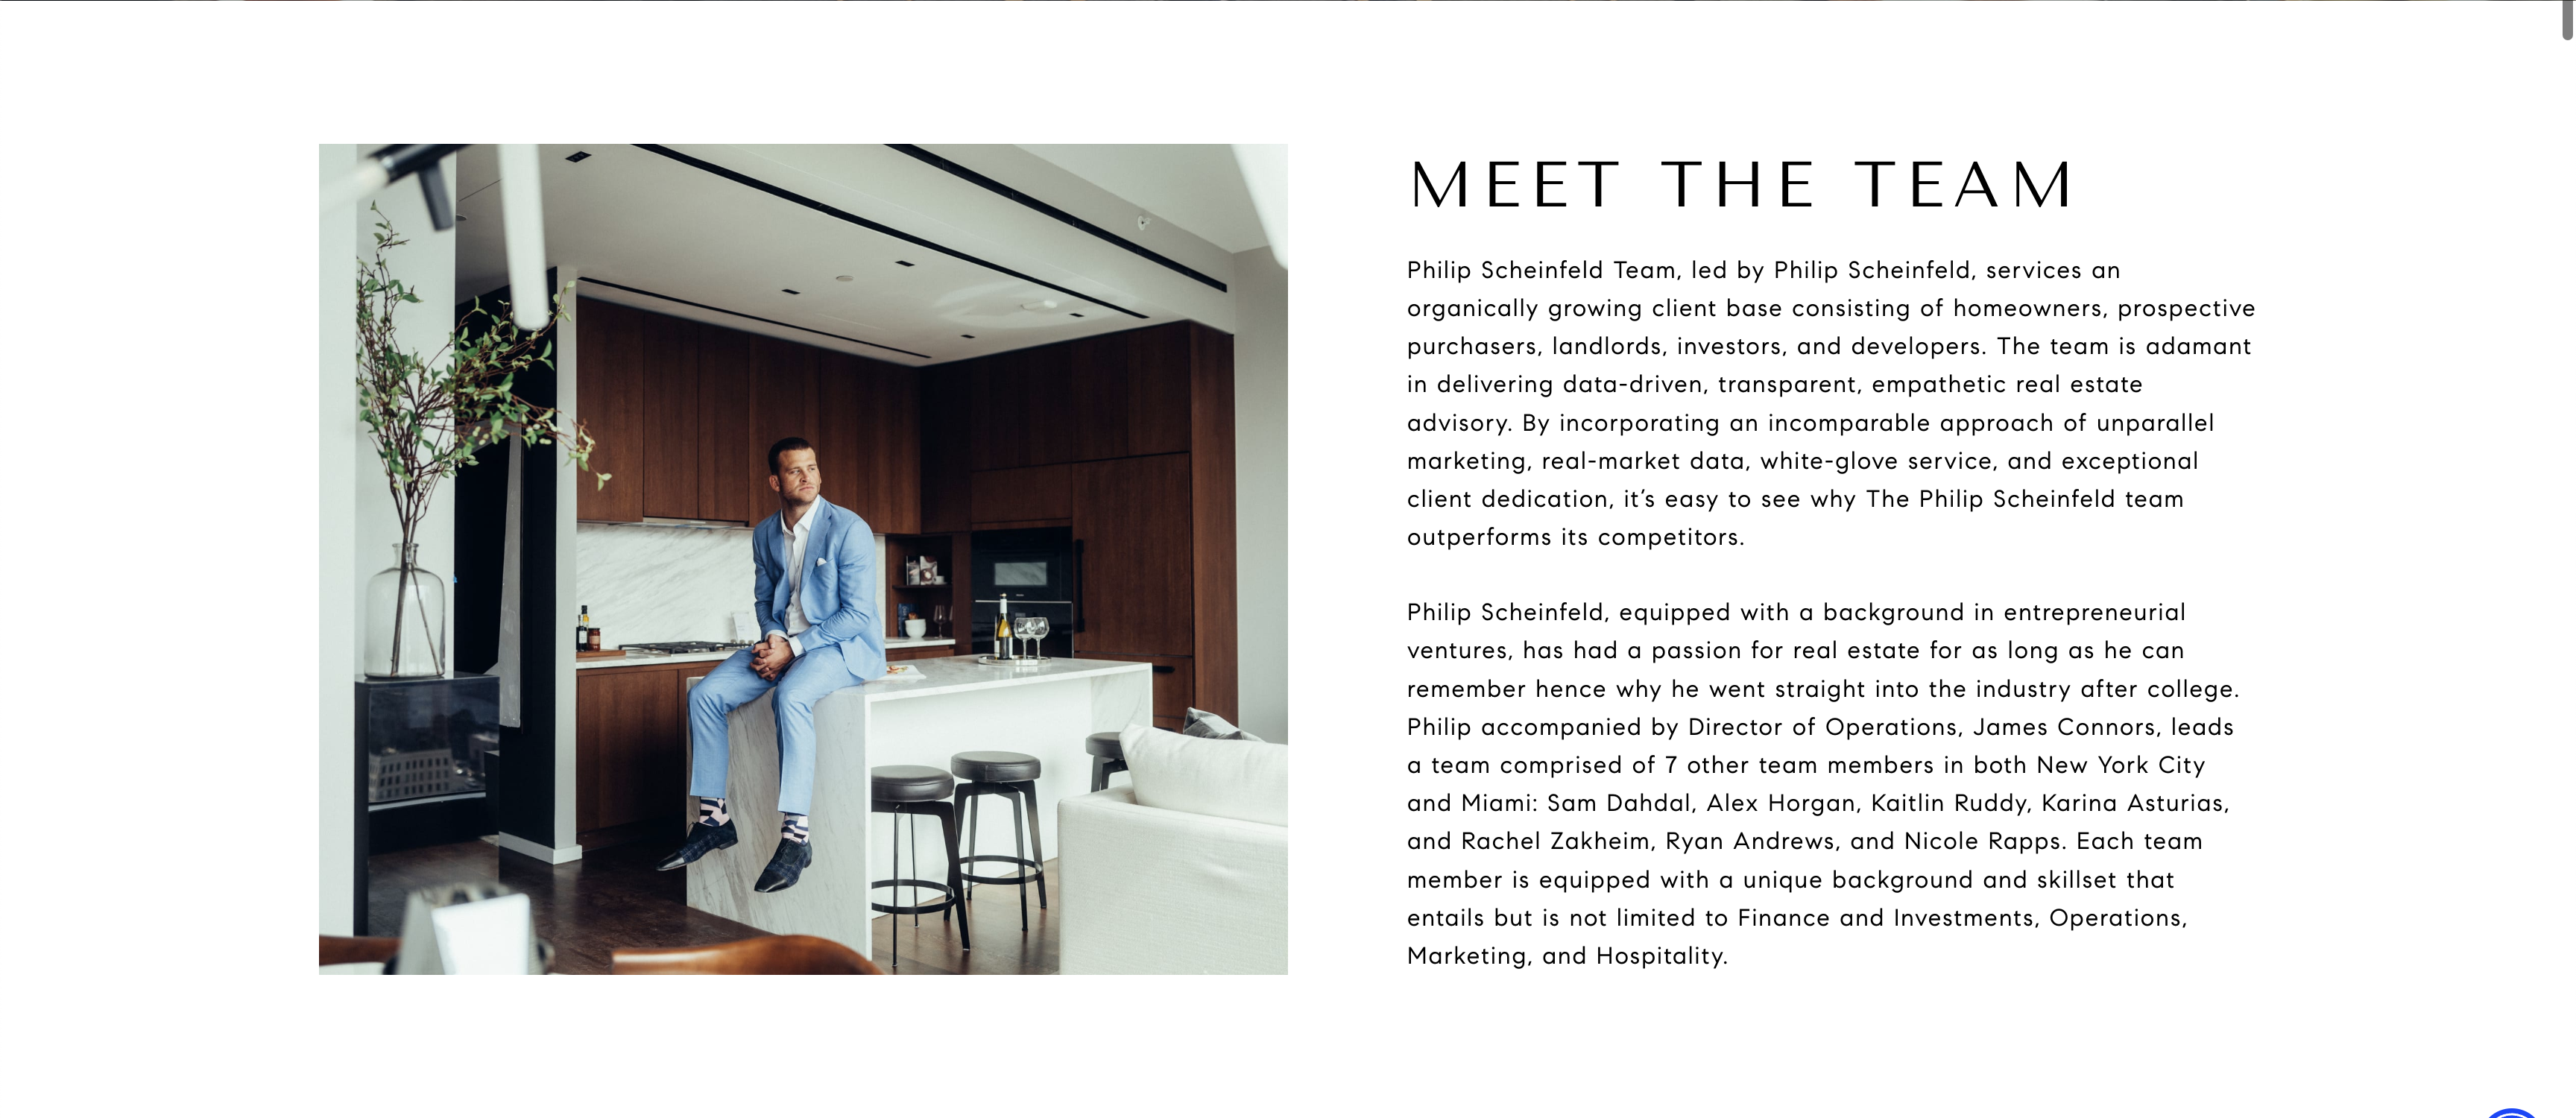 MEET THE TEAM
Philip Scheinfeld Team, led by Philip Scheinfeld, services an
organically growing client base consisting of homeowners, prospective
purchasers, landlords, investors, and developers. The team is adamant
in delivering data-driven, transparent, empathetic real estate
advisory. By incorporating an incomparable approach of unparallel
marketing, real-market data, white-glove service, and exceptional
client dedication, it’s easy to see why The Philip Scheinfeld team
outperforms its competitors.
Philip Scheinfeld, equipped with a background in entrepreneurial
ventures, has had a passion for real estate for as long as he can
remember hence why he went straight into the industry after college.
Philip accompanied by Director of Operations, James Connors, leads
a team comprised of 7 other team members in both New York City
and Miami: Sam Dahdal, Alex Horgan, Kaitlin Ruddy, Karina Asturias,
and Rachel Zakheim, Ryan Andrews, and Nicole Rapps. Each team
member is equipped with a unique background and skillset that
entails but is not limited to Finance and Investments, Operations,
Marketing, and Hospitality.